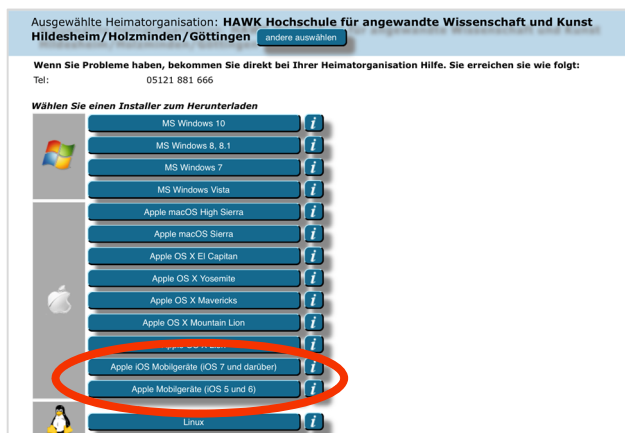 Ausgewählte Heimatorganisation: HAWK Hochschule für angewandte Wissenschaft und Kunst
Hildesheim/Holzminden/Göttingen andere auswählen
Wenn Sie Probleme haben, bekommen Sie direkt bei Ihrer Heimatorganisation Hilfe. Sie erreichen sie wie folgt:
Tel: 05121 881 666
Wählen Sie einen Installer zum Herunterladen
MS Windows 10 i
MS Windows 8, 8.1 i
MS Windows 7 i
MS Windows Vista i
Apple macOS High Sierra i
Apple macOS Sierra i
Apple OS X El Capitan i
Apple OS X Yosemite i
Apple OS X Mavericks i
Apple OS X Mountain Lion i
Apple OS X Lion i
Apple iOS Mobilgeräte (iOS 7 und darüber) i
Apple Mobilgeräte (iOS 5 und 6) i
Linux i